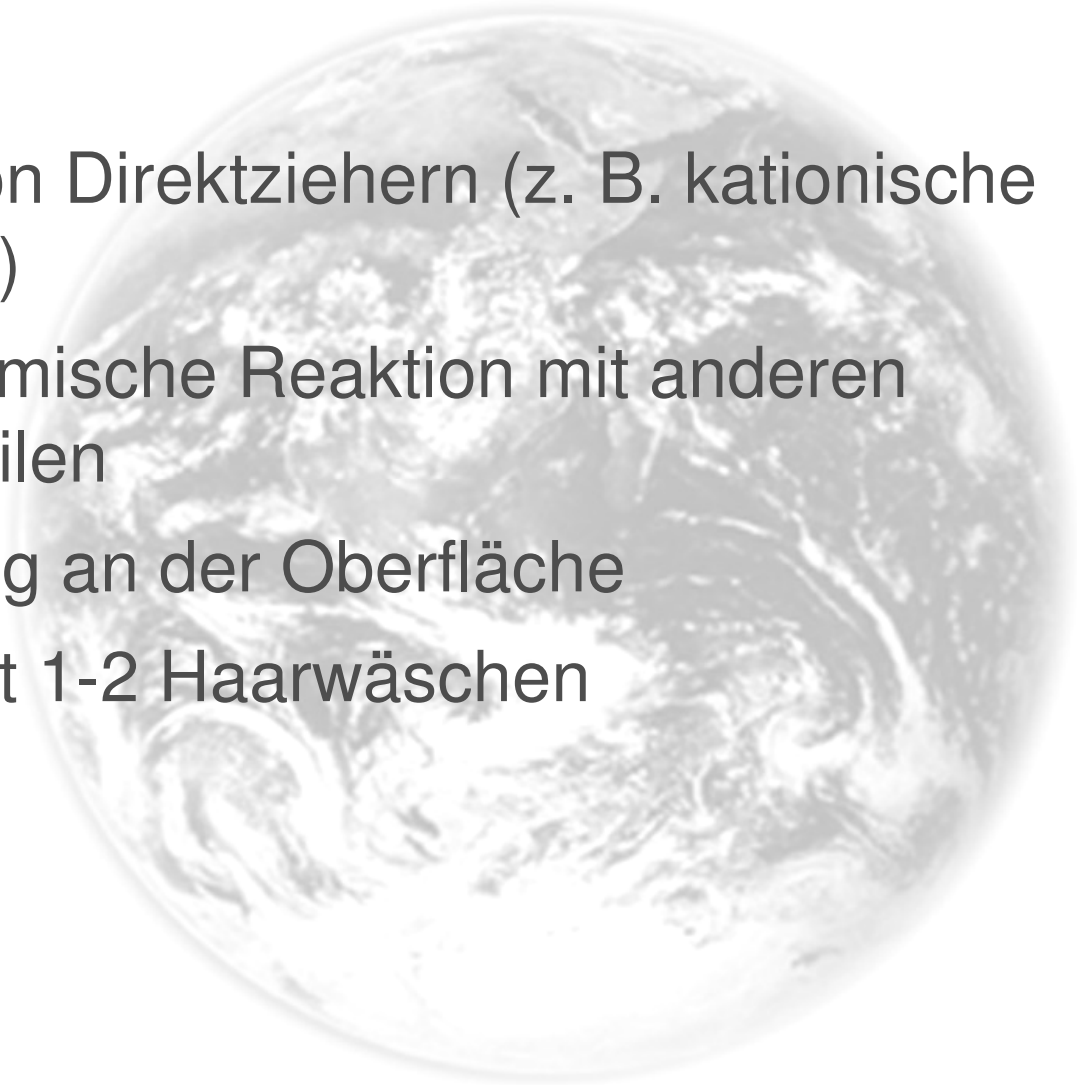 on Direktziehern (z. B. kationische
)
mische Reaktion mit anderen
ilen
g an der Oberfläche
t 1-2 Haarwäschen